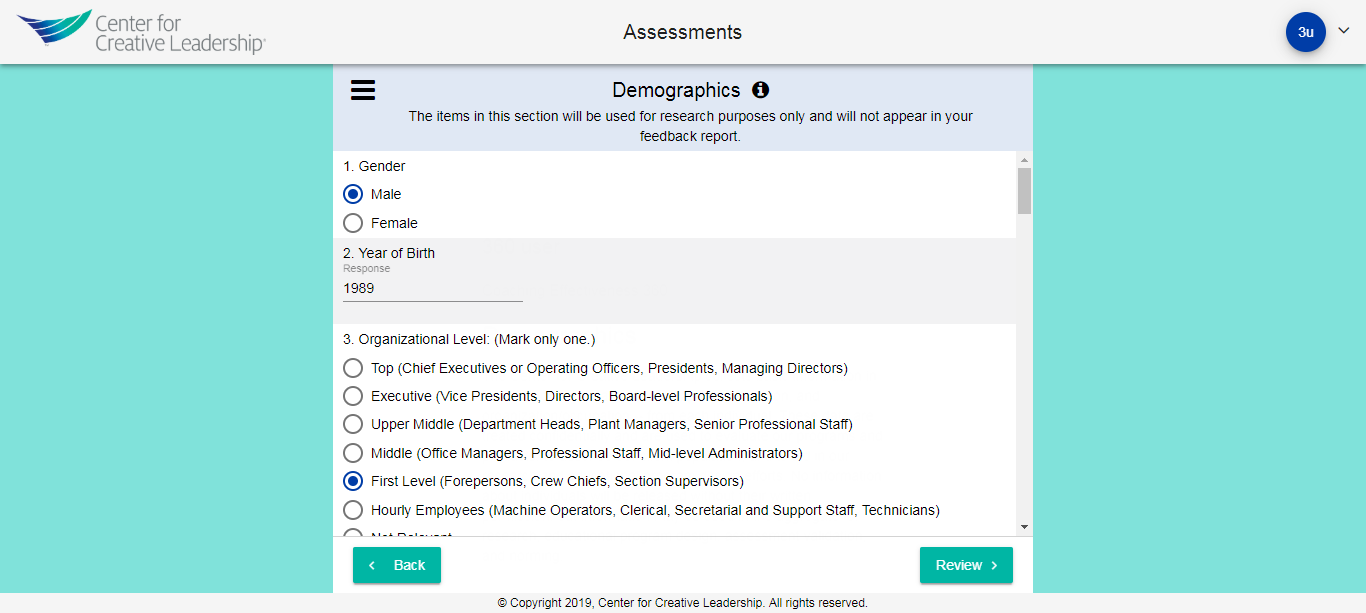 Center for
Creative Leadership®
Assessments
3u
Demographics
The items in this section will be used for research purposes only and will not appear in your
feedback report.
1. Gender
Male
Female
2. Year of Birth
Response
1989
3. Organizational Level: (Mark only one.)
Top (Chief Executives or Operating Officers, Presidents, Managing Directors)
Executive (Vice Presidents, Directors, Board-level Professionals)
Upper Middle (Department Heads, Plant Managers, Senior Professional Staff)
Middle (Office Managers, Professional Staff, Mid-level Administrators)
First Level (Forepersons, Crew Chiefs, Section Supervisors)
Hourly Employees (Machine Operators, Clerical, Secretarial and Support Staff, Technicians)
Not Relevant
Back
Review
© Copyright 2019, Center for Creative Leadership. All rights reserved.